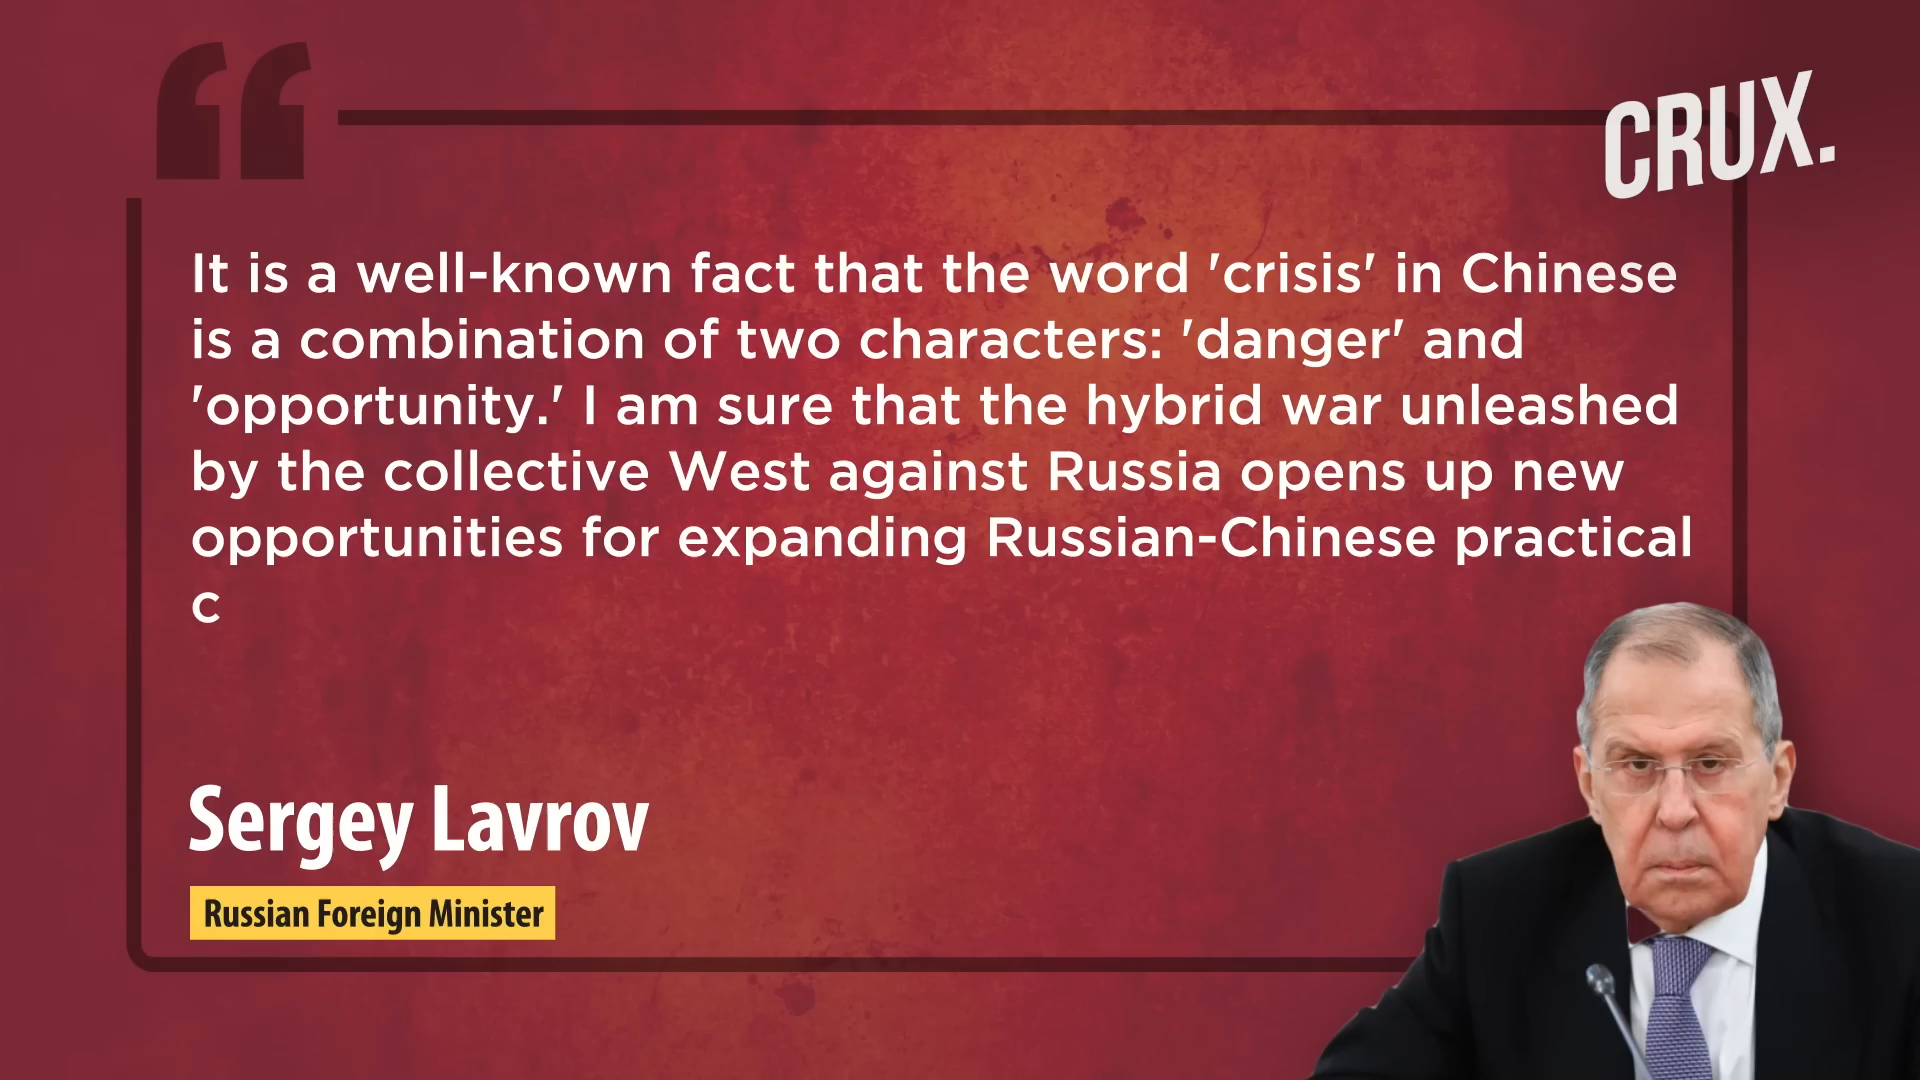 CRUX.
It is a well-known fact that the word 'crisis' in Chinese
is a combination of two characters: 'danger' and
'opportunity.' I am sure that the hybrid war unleashed
by the collective West against Russia opens up new
opportunities for expanding Russian-Chinese practical
c
Sergey Lavrov
Russian Foreign Minister